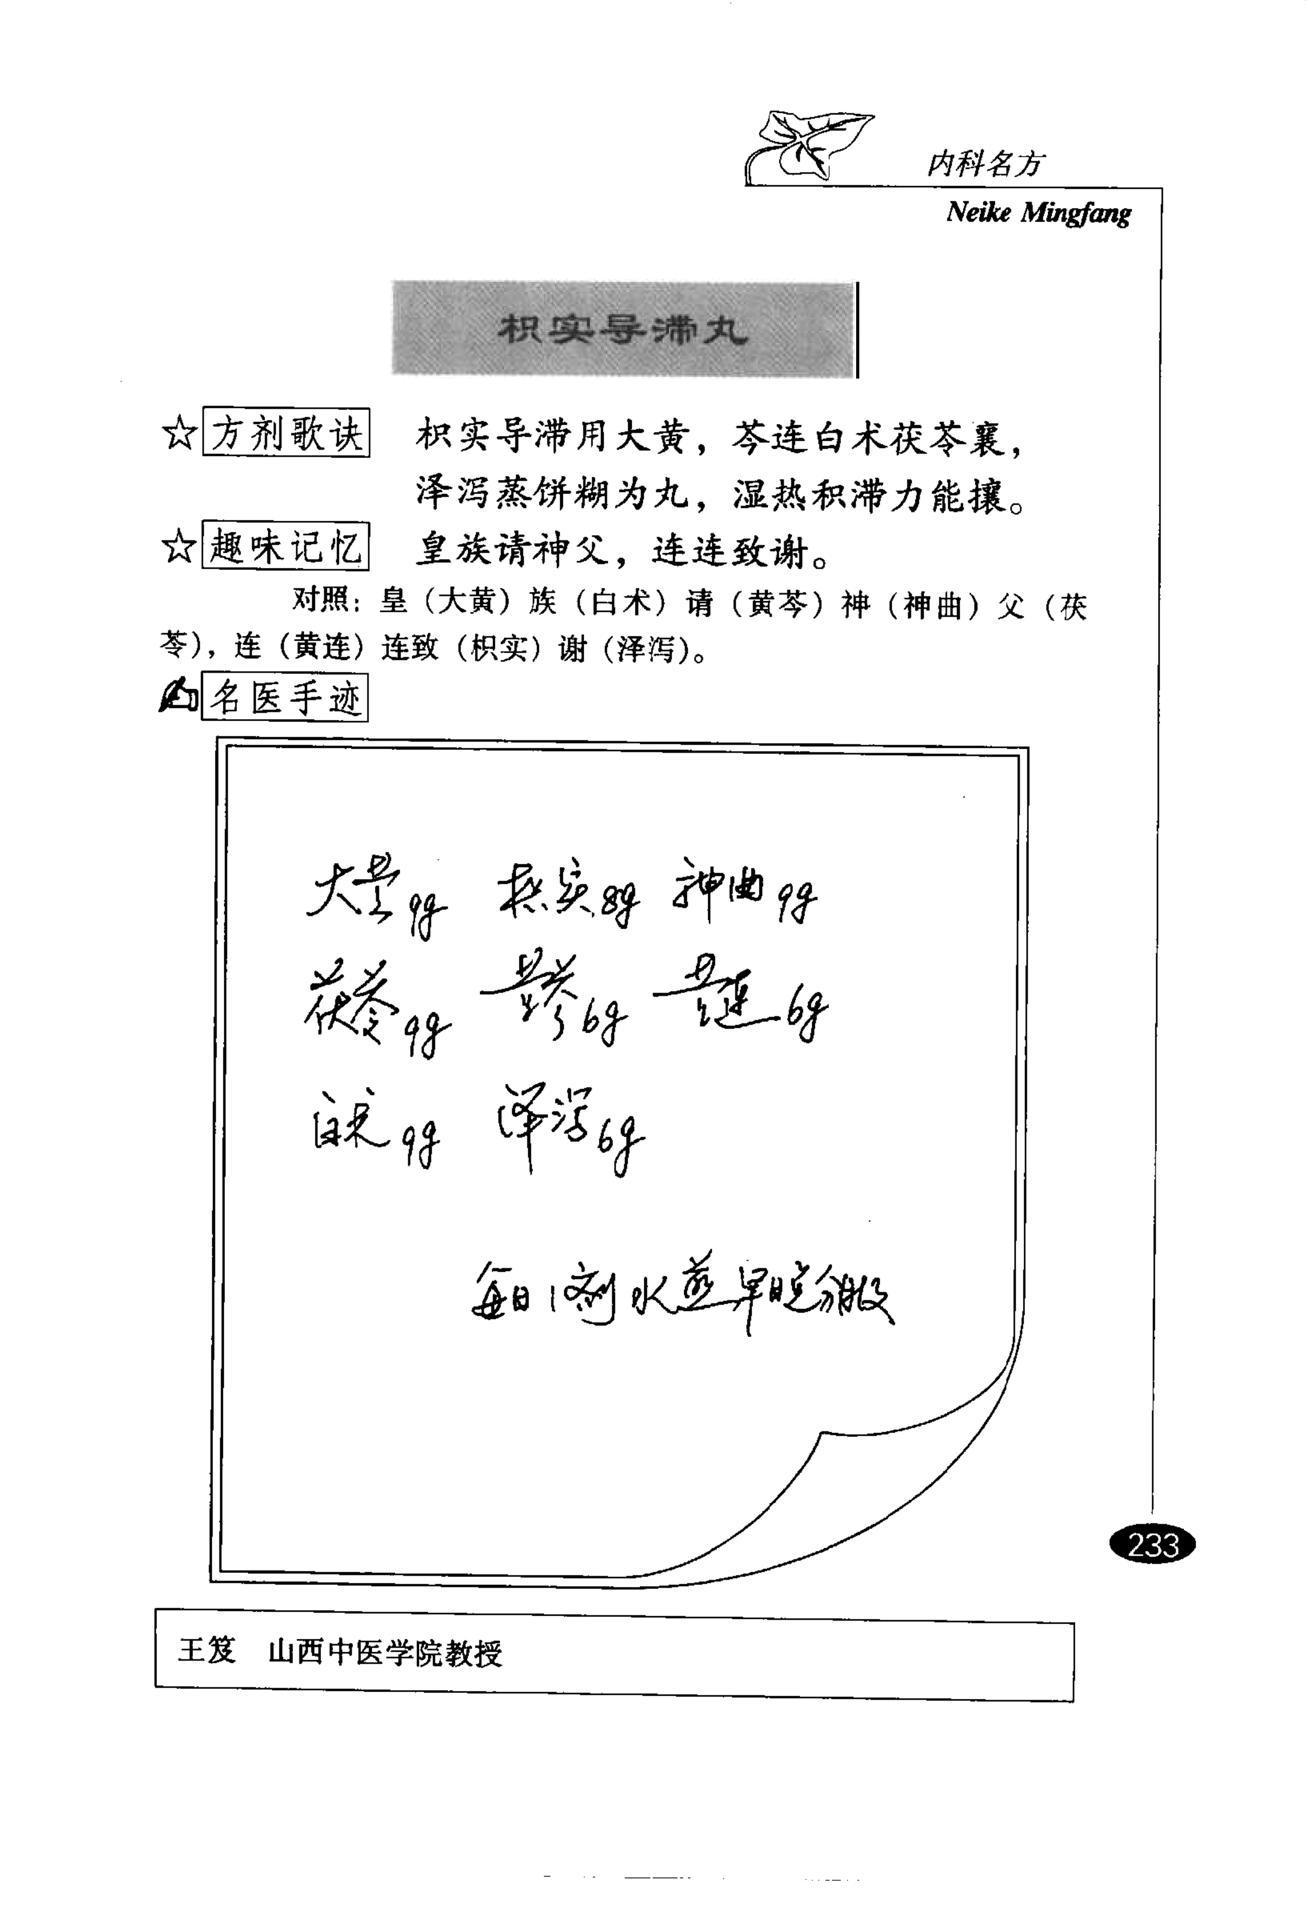 内科名方
Neike Mingfang
枳实导滞丸
☆方剂歌诀 枳实导滞用大黄，芩连白术茯苓襄，
泽泻蒸饼糊为丸，湿热积滞力能攘。
☆趣味记忆 皇族请神父，连连致谢。
对照：皇（大黄）族（白术）请（黄芩）神（神曲）父（茯
苓），连（黄连）连致（枳实）谢（泽泻）。
名医手迹
大黄9g 枳实8g 神曲9g
茯苓9g 黄芩6g 黄连6g
白术9g 泽泻6g
每日1剂水煎早晚分服
233
王笈 山西中医学院教授